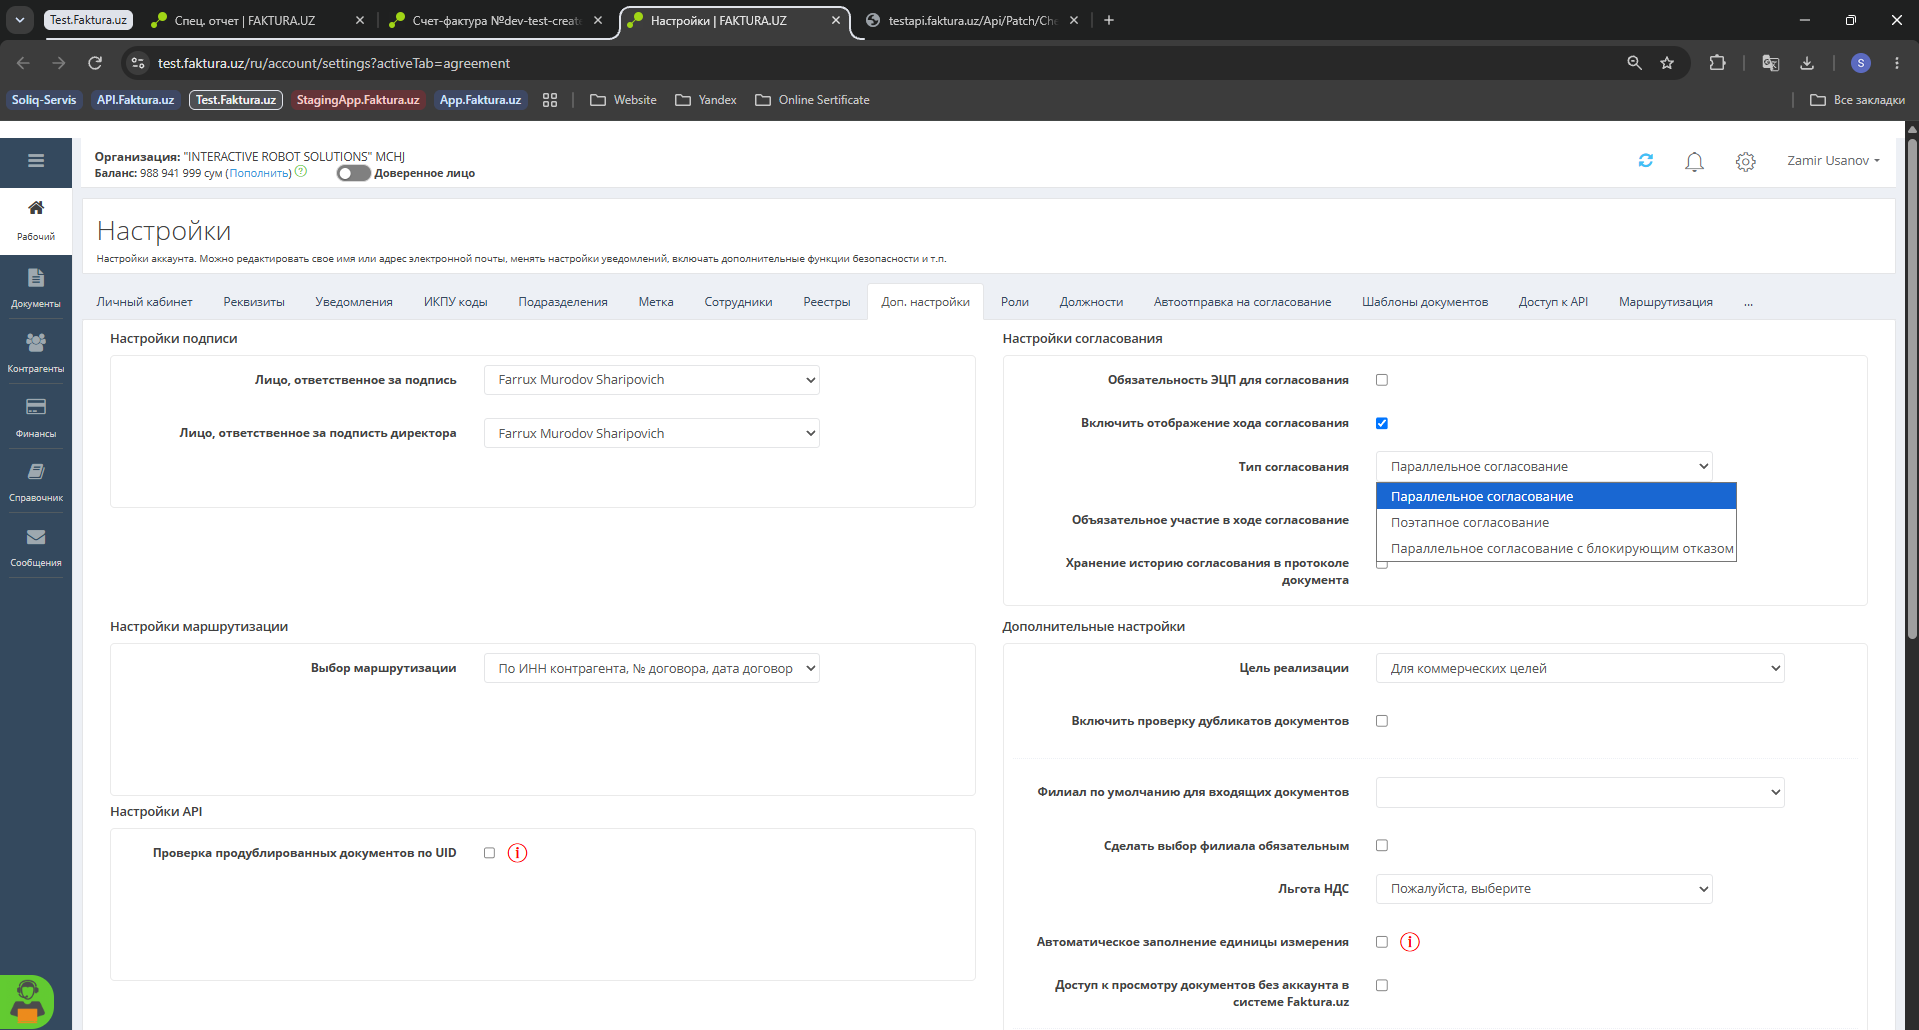 Test.Faktura.uz
Спец. отчет | FAKTURA.UZ
Счет-фактура №dev-test-create
Настройки | FAKTURA.UZ
testapi.faktura.uz/Api/Patch/Che
test.faktura.uz/ru/account/settings?activeTab=agreement
S
Soliq-Servis
API.Faktura.uz
Test.Faktura.uz
StagingApp.Faktura.uz
App.Faktura.uz
Website
Yandex
Online Sertificate
Все закладки
Организация: "INTERACTIVE ROBOT SOLUTIONS" MCHJ
Баланс: 988 941 999 сум (Пополнить) ?
Доверенное лицо
Zamir Usanov
Рабочий
Документы
Контрагенты
Финансы
Справочник
Сообщения
Настройки
Настройки аккаунта. Можно редактировать свое имя или адрес электронной почты, менять настройки уведомлений, включать дополнительные функции безопасности и т.п.
Личный кабинет
Реквизиты
Уведомления
ИКПУ коды
Подразделения
Метка
Сотрудники
Реестры
Доп. настройки
Роли
Должности
Автоотправка на согласование
Шаблоны документов
Доступ к API
Маршрутизация
...
Настройки подписи
Лицо, ответственное за подпись
Farrux Murodov Sharipovich
Лицо, ответственное за подписть директора
Farrux Murodov Sharipovich
Настройки согласования
Обязательность ЭЦП для согласования
Включить отображение хода согласования
Тип согласования
Параллельное согласование
Параллельное согласование
Поэтапное согласование
Параллельное согласование с блокирующим отказом
Объязательное участие в ходе согласование
Хранение историю согласования в протоколе
документа
Настройки маршрутизации
Выбор маршрутизации
По ИНН контрагента, № договора, дата договор
Настройки API
Проверка продублированных документов по UID
Дополнительные настройки
Цель реализации
Для коммерческих целей
Включить проверку дубликатов документов
Филиал по умолчанию для входящих документов
Сделать выбор филиала обязательным
Льгота НДС
Пожалуйста, выберите
Автоматическое заполнение единицы измерения
Доступ к просмотру документов без аккаунта в
системе Faktura.uz